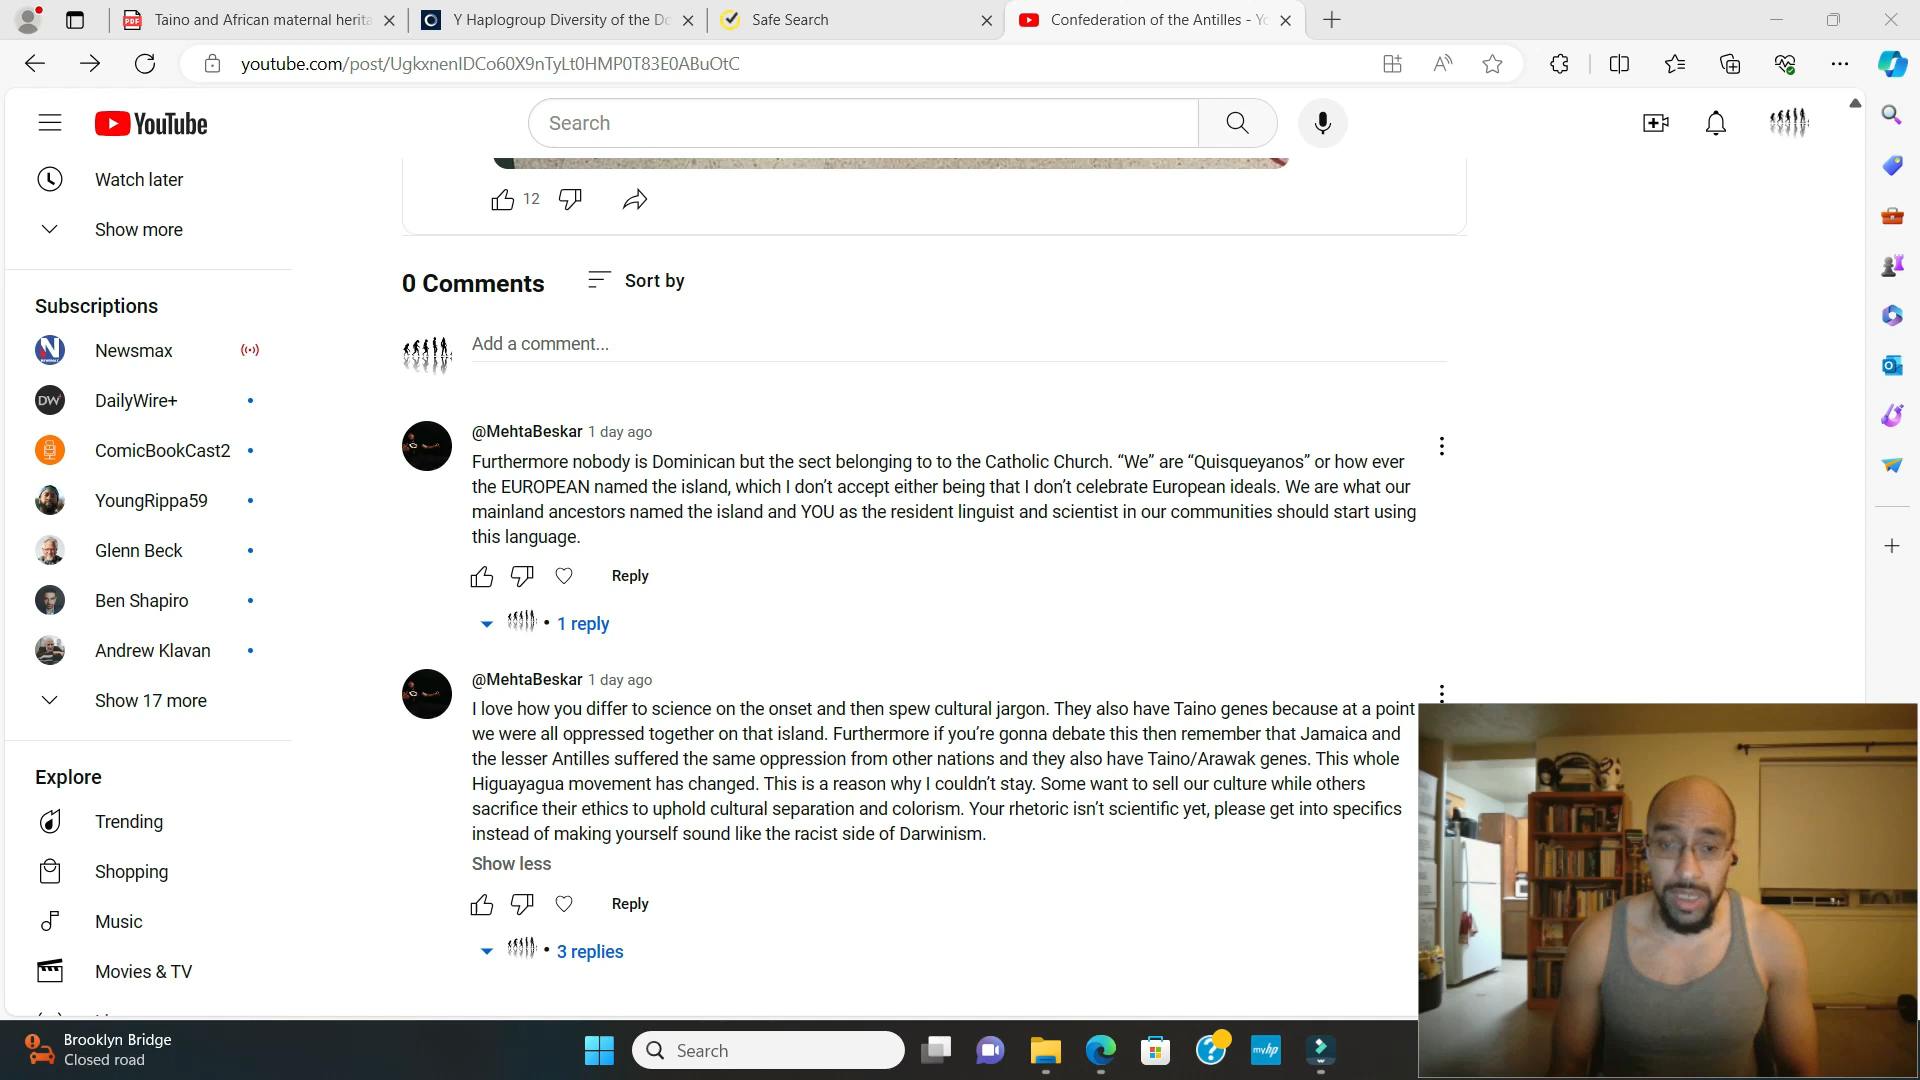 Taino and African maternal herita
Y Haplogroup Diversity of the Do
Safe Search
Confederation of the Antilles - Yo
youtube.com/post/UgkxnenIDCo60X9nTyLt0HMP0T83E0ABuOtC
YouTube
Search
Watch later
Show more
12
0 Comments
Sort by
Subscriptions
Add a comment...
Newsmax
DailyWire+
ComicBookCast2
YoungRippa59
Glenn Beck
Ben Shapiro
Andrew Klavan
Show 17 more
@MehtaBeskar 1 day ago
Furthermore nobody is Dominican but the sect belonging to to the Catholic Church. “We” are “Quisqueyanos” or how ever
the EUROPEAN named the island, which I don’t accept either being that I don’t celebrate European ideals. We are what our
mainland ancestors named the island and YOU as the resident linguist and scientist in our communities should start using
this language.
Reply
1 reply
@MehtaBeskar 1 day ago
I love how you differ to science on the onset and then spew cultural jargon. They also have Taino genes because at a point
we were all oppressed together on that island. Furthermore if you’re gonna debate this then remember that Jamaica and
the lesser Antilles suffered the same oppression from other nations and they also have Taino/Arawak genes. This whole
Higuayagua movement has changed. This is a reason why I couldn’t stay. Some want to sell our culture while others
sacrifice their ethics to uphold cultural separation and colorism. Your rhetoric isn’t scientific yet, please get into specifics
instead of making yourself sound like the racist side of Darwinism.
Show less
Reply
3 replies
Explore
Trending
Shopping
Music
Movies & TV
Brooklyn Bridge
Closed road
Search